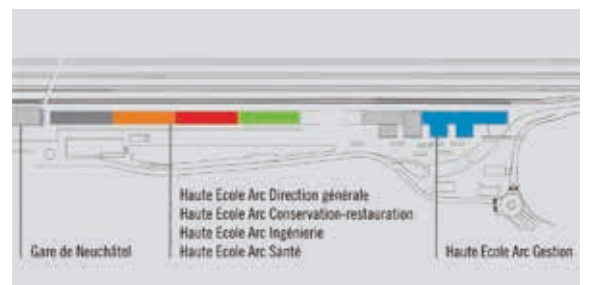 Haute Ecole Arc Direction générale
Haute Ecole Arc Conservation-restauration
Haute Ecole Arc Ingénierie
Haute Ecole Arc Santé
Gare de Neuchâtel
Haute Ecole Arc Gestion